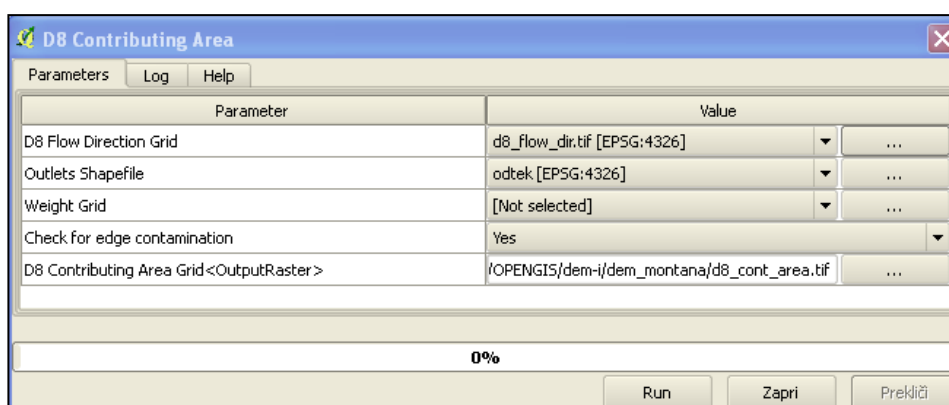 D8 Contributing Area
Parameters Log Help
Parameter Value
D8 Flow Direction Grid d8_flow_dir.tif [EPSG:4326] ...
Outlets Shapefile odtek [EPSG:4326] ...
Weight Grid [Not selected] ...
Check for edge contamination Yes
D8 Contributing Area Grid<OutputRaster> /OPENGIS/dem-i/dem_montana/d8_cont_area.tif ...
0%
Run Zapri Prekliči